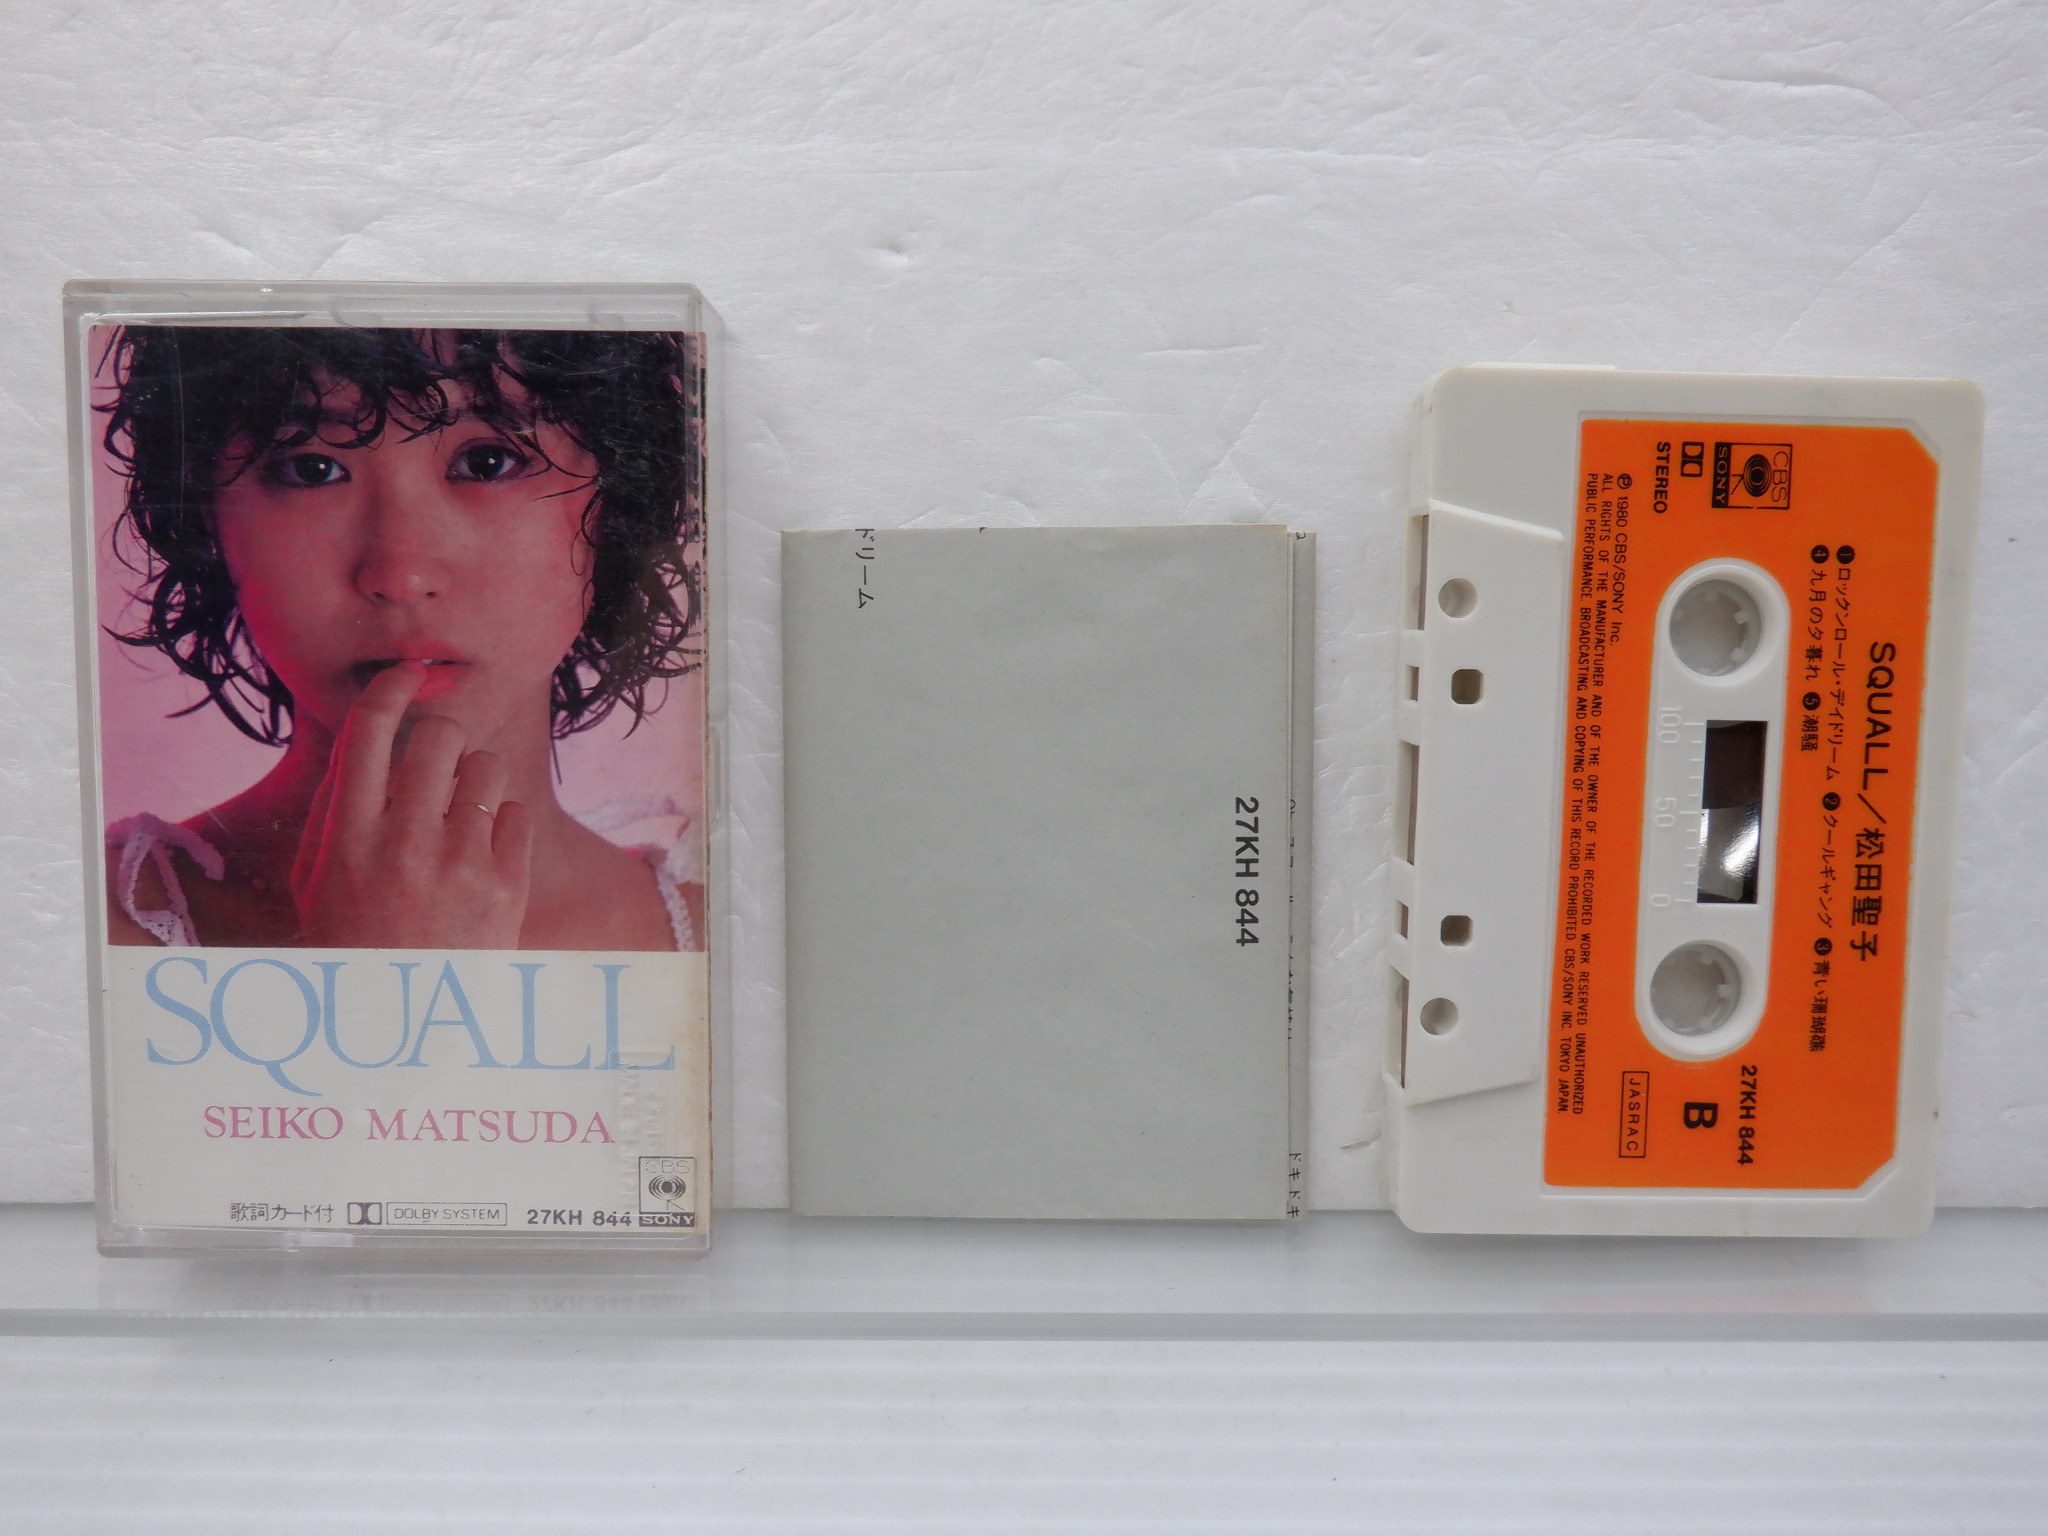 SQUALL
SEIKO MATSUDA
歌詞カード付
DOLBY SYSTEM
27KH 844
CBS
SONY
ドリーム
27KH 844
ドキドキ
SQUALL／松田聖子
❶ロックンロール・デイドリーム ❷クールギャング ❸青い珊瑚礁
❹九月の夕暮れ ❺潮騒
CBS
SONY
STEREO
27KH 844
B
JASRAC
100 50 0
Ⓟ 1980 CBS/SONY Inc.
ALL RIGHTS OF THE MANUFACTURER AND OF THE OWNER OF THE RECORDED WORK RESERVED UNAUTHORIZED
PUBLIC PERFORMANCE BROADCASTING AND COPYING OF THIS RECORD PROHIBITED. CBS/SONY INC. TOKYO JAPAN.